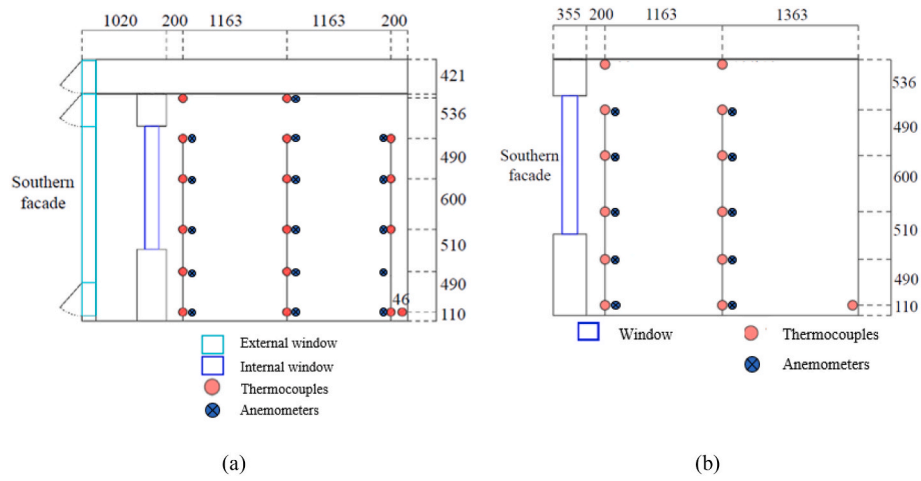 1020 200 1163 1163 200
421
536
490
600
510
490
110
46
Southern
facade
External window
Internal window
Thermocouples
Anemometers
(a)
355 200 1163 1363
536
490
600
510
490
110
Southern
facade
Window
Thermocouples
Anemometers
(b)